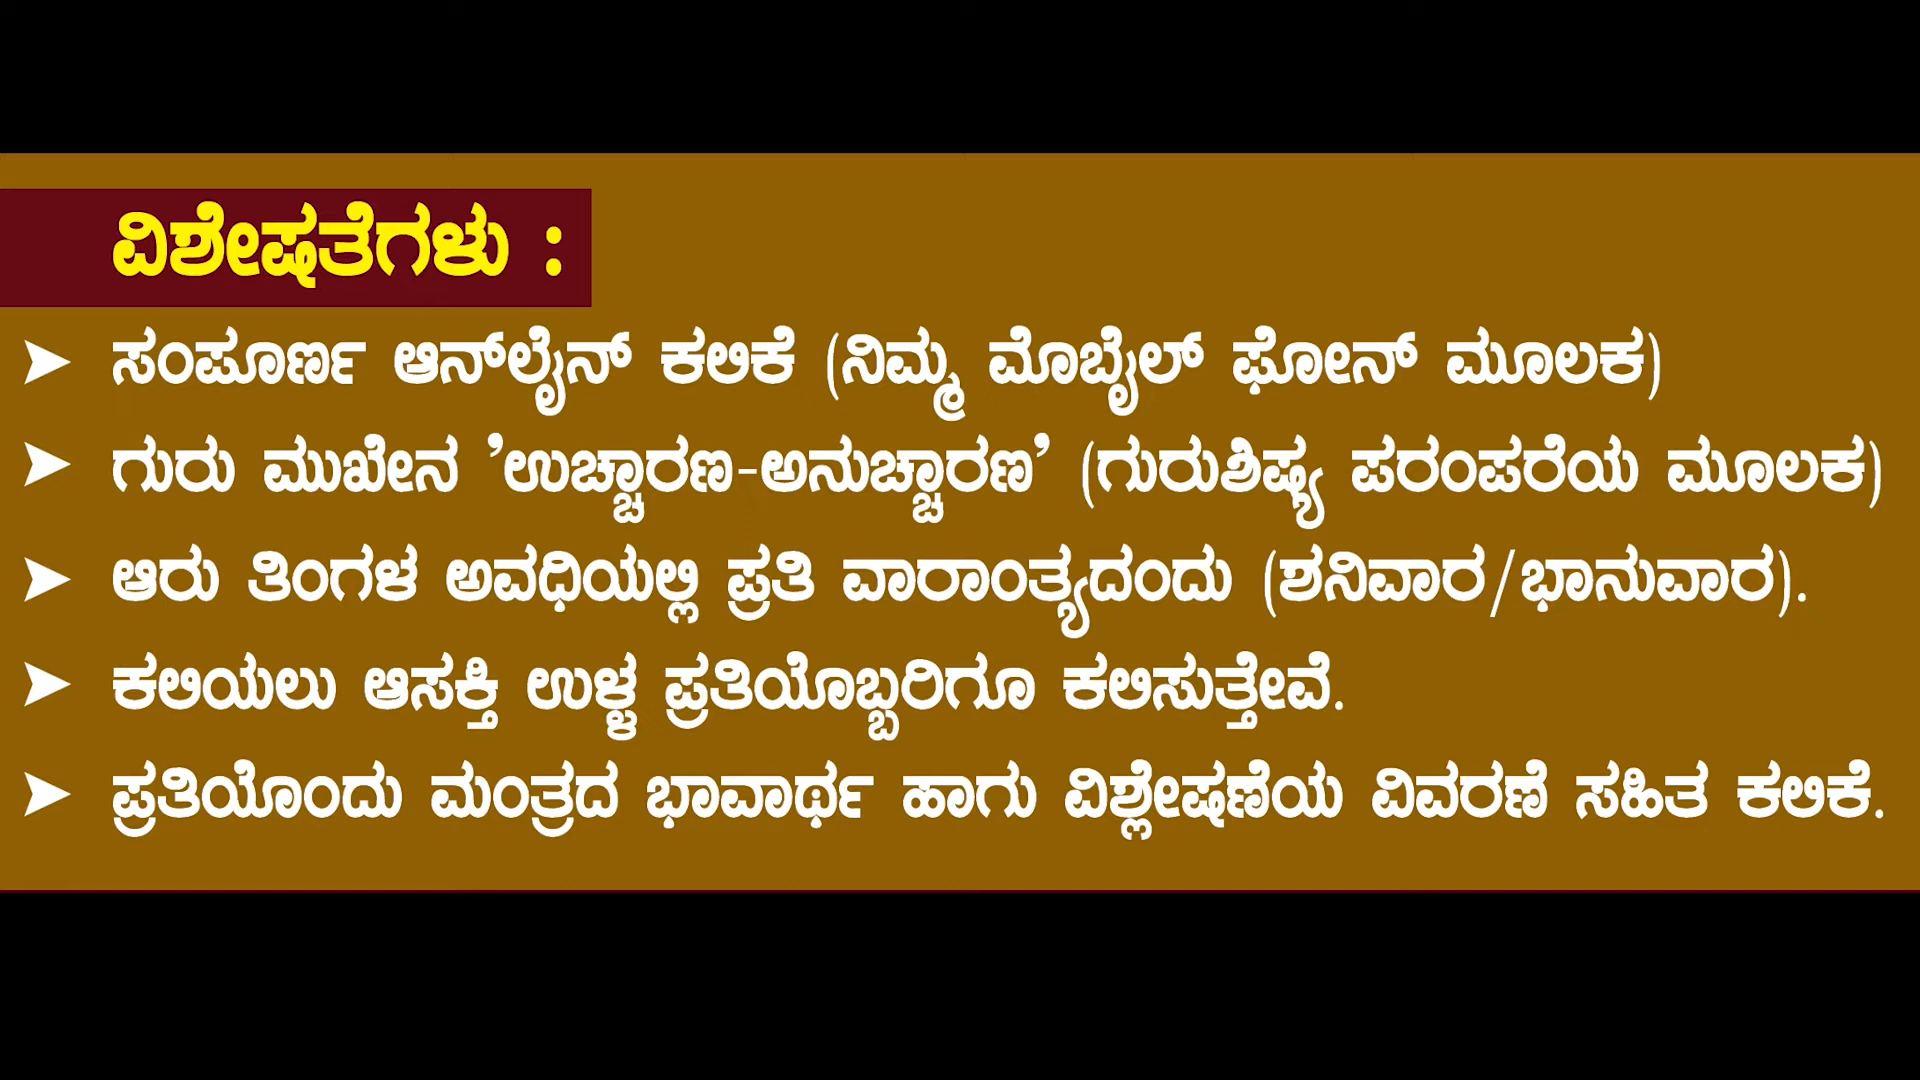 ವಿಶೇಷತೆಗಳು :
➤ ಸಂಪೂರ್ಣ ಆನ್‌ಲೈನ್ ಕಲಿಕೆ (ನಿಮ್ಮ ಮೊಬೈಲ್ ಫೋನ್ ಮೂಲಕ)
➤ ಗುರು ಮುಖೇನ ’ಉಚ್ಚಾರಣ-ಅನುಚ್ಚಾರಣ’ (ಗುರುಶಿಷ್ಯ ಪರಂಪರೆಯ ಮೂಲಕ)
➤ ಆರು ತಿಂಗಳ ಅವಧಿಯಲ್ಲಿ ಪ್ರತಿ ವಾರಾಂತ್ಯದಂದು (ಶನಿವಾರ/ಭಾನುವಾರ).
➤ ಕಲಿಯಲು ಆಸಕ್ತಿ ಉಳ್ಳ ಪ್ರತಿಯೊಬ್ಬರಿಗೂ ಕಲಿಸುತ್ತೇವೆ.
➤ ಪ್ರತಿಯೊಂದು ಮಂತ್ರದ ಭಾವಾರ್ಥ ಹಾಗು ವಿಶ್ಲೇಷಣೆಯ ವಿವರಣೆ ಸಹಿತ ಕಲಿಕೆ.